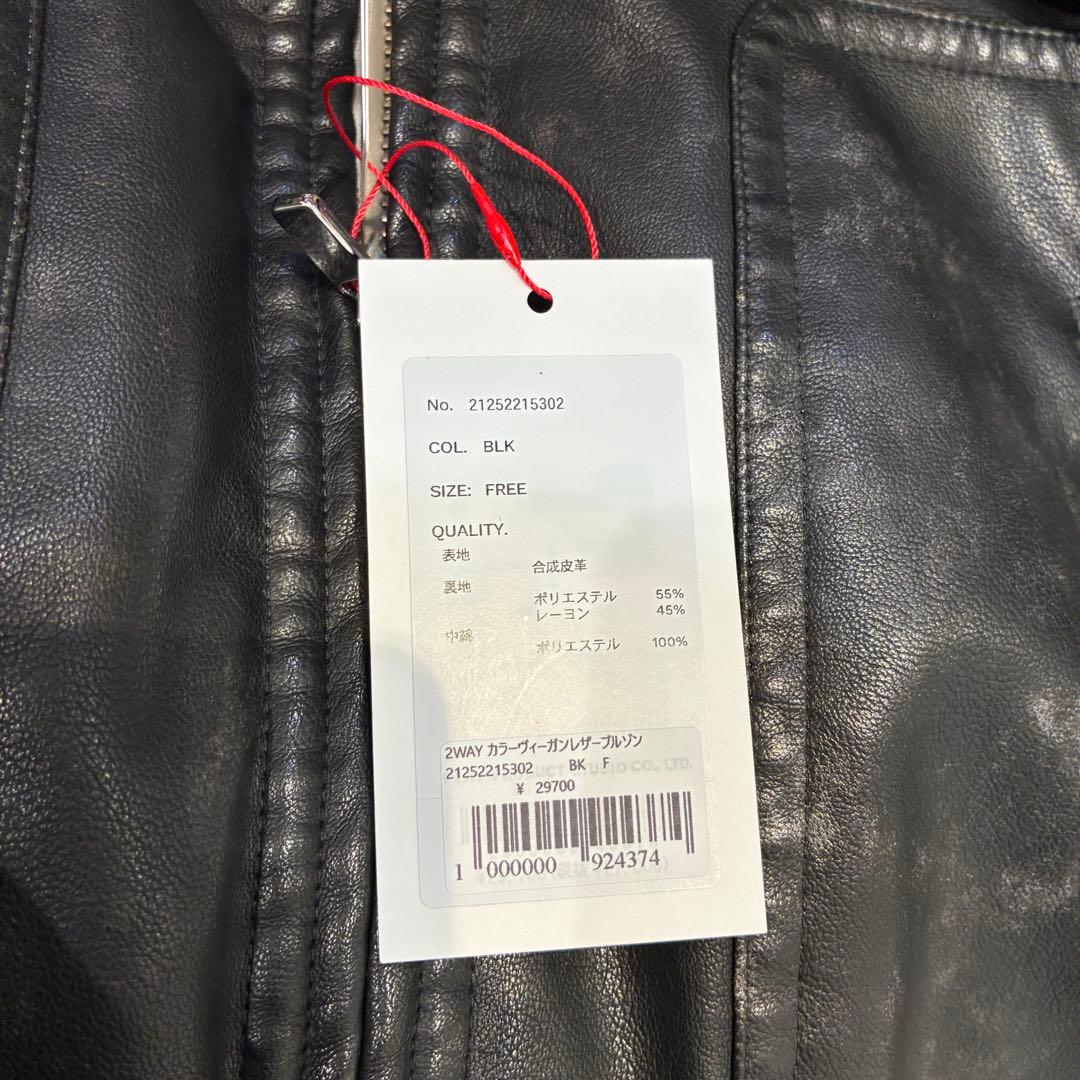 No. 21252215302
COL. BLK
SIZE: FREE
QUALITY.
表地
合成皮革
裏地
ポリエステル 55%
レーヨン 45%
中綿
ポリエステル 100%
2WAY カラーヴィーガンレザーブルゾン
21252215302 BK F
¥ 29700
1 000000 924374